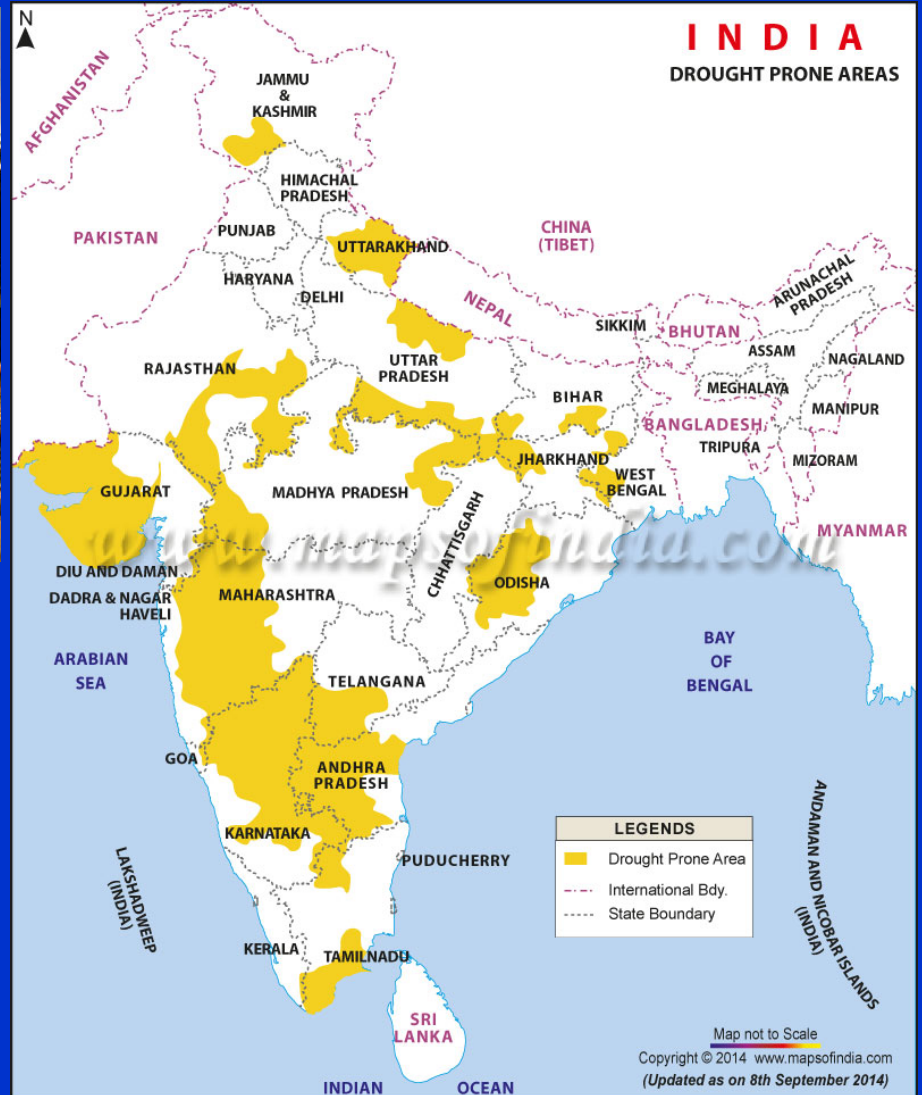 N
INDIA
DROUGHT PRONE AREAS
AFGHANISTAN
JAMMU
&
KASHMIR
HIMACHAL
PRADESH
PAKISTAN
PUNJAB
UTTARAKHAND
CHINA
(TIBET)
HARYANA
DELHI
NEPAL
SIKKIM
BHUTAN
ARUNACHAL
PRADESH
ASSAM
NAGALAND
RAJASTHAN
UTTAR
PRADESH
BIHAR
MEGHALAYA
MANIPUR
BANGLADESH
TRIPURA
MIZORAM
JHARKHAND
WEST
BENGAL
GUJARAT
MADHYA PRADESH
CHHATTISGARH
MYANMAR
www.mapsofindia.com
DIU AND DAMAN
DADRA & NAGAR
HAVELI
MAHARASHTRA
ODISHA
ARABIAN
SEA
BAY
OF
BENGAL
TELANGANA
GOA
ANDHRA
PRADESH
KARNATAKA
PUDUCHERRY
LAKSHADWEEP
(INDIA)
KERALA
TAMILNADU
ANDAMAN AND NICOBAR ISLANDS
(INDIA)
SRI
LANKA
INDIAN OCEAN
LEGENDS
Drought Prone Area
International Bdy.
State Boundary
Map not to Scale
Copyright © 2014 www.mapsofindia.com
(Updated as on 8th September 2014)